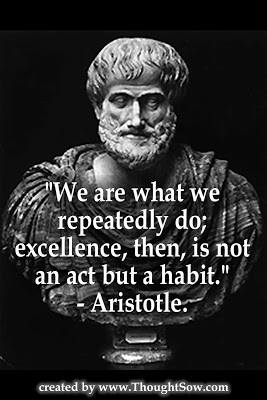 "We are what we
repeatedly do;
excellence, then, is not
an act but a habit."
- Aristotle.
created by www.ThoughtSow.com